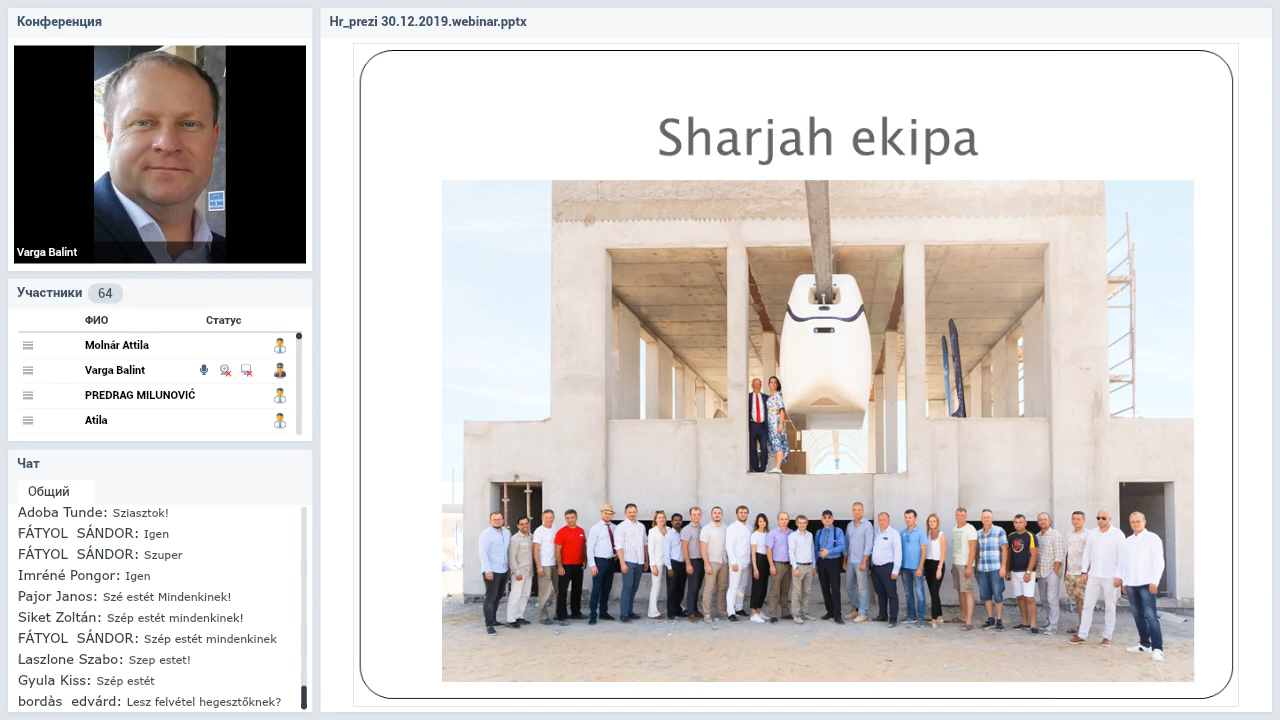 Конференция
Varga Balint
Участники 64
ФИО Статус
Molnár Attila
Varga Balint
PREDRAG MILUNOVIĆ
Atila
Чат
Общий
Adoba Tunde: Sziasztok!
FÁTYOL SÁNDOR: Igen
FÁTYOL SÁNDOR: Szuper
Imréné Pongor: Igen
Pajor Janos: Szé estét Mindenkinek!
Siket Zoltán: Szép estét mindenkinek!
FÁTYOL SÁNDOR: Szép estét mindenkinek
Laszlone Szabo: Szep estet!
Gyula Kiss: Szép estét
bordàs edvárd: Lesz felvétel hegesztőknek?
Hr_prezi 30.12.2019.webinar.pptx
Sharjah ekipa